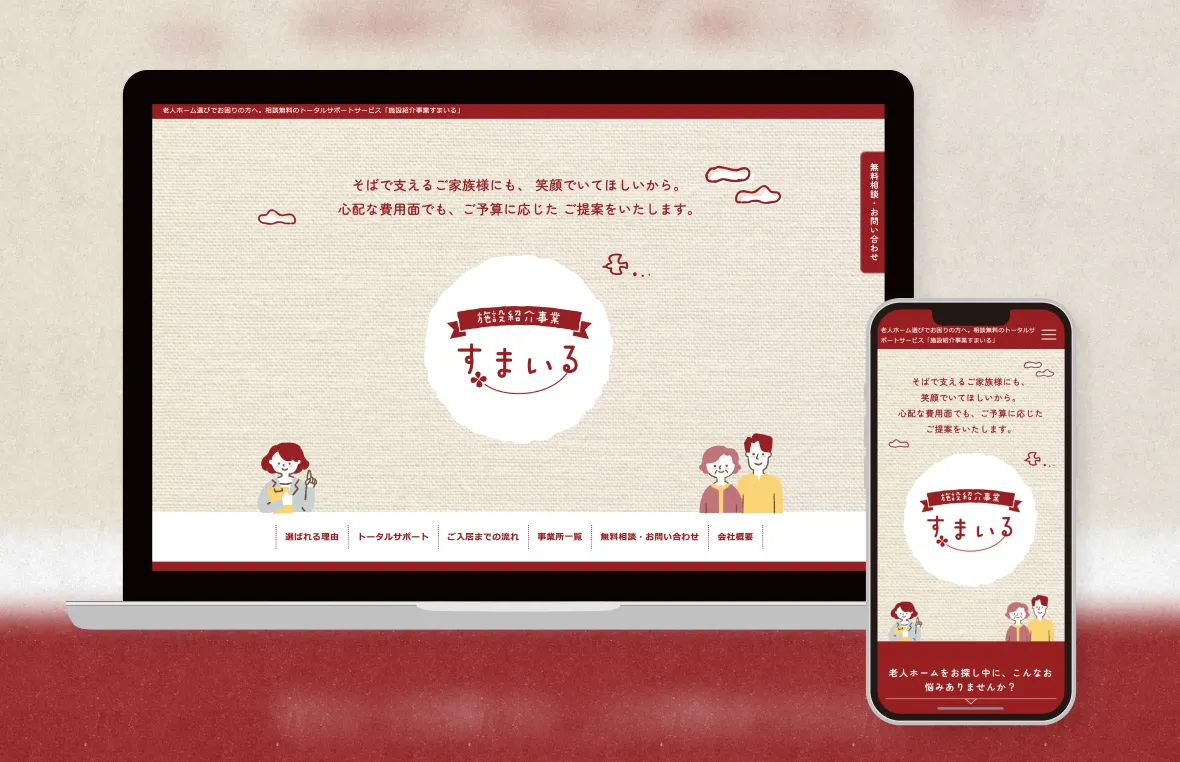 老人ホーム選びでお困りの方へ。相談無料のトータルサポートサービス「施設紹介事業すまいる」
そばで支えるご家族様にも、 笑顔でいてほしいから。
心配な費用面でも、ご予算に応じた ご提案をいたします。
無料相談・お問い合わせ
施設紹介事業
すまいる
選ばれる理由
トータルサポート
ご入居までの流れ
事業所一覧
無料相談・お問い合わせ
会社概要
老人ホーム選びでお困りの方へ。相談無料のトータルサ
ポートサービス「施設紹介事業すまいる」
そばで支えるご家族様にも、
笑顔でいてほしいから。
心配な費用面でも、ご予算に応じた
ご提案をいたします。
施設紹介事業
すまいる
老人ホームをお探し中に、こんなお
悩みありませんか？